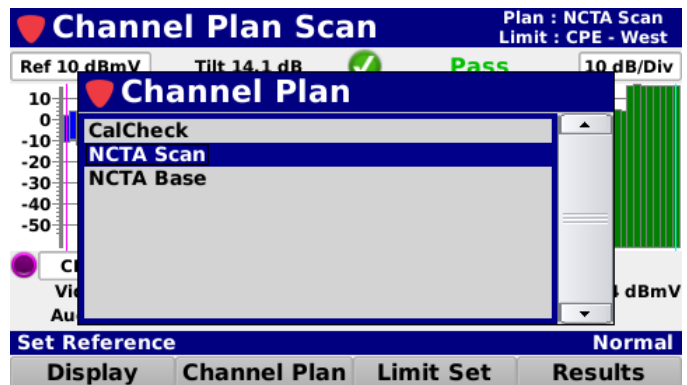 Channel Plan Scan
Plan : NCTA Scan
Limit : CPE - West
Ref 10 dBmV Tilt 14.1 dB Pass 10 dB/Div
Channel Plan
10
0
-10
-20
-30
-40
-50
CalCheck
NCTA Scan
NCTA Base
dBmV
Set Reference Normal
Display Channel Plan Limit Set Results